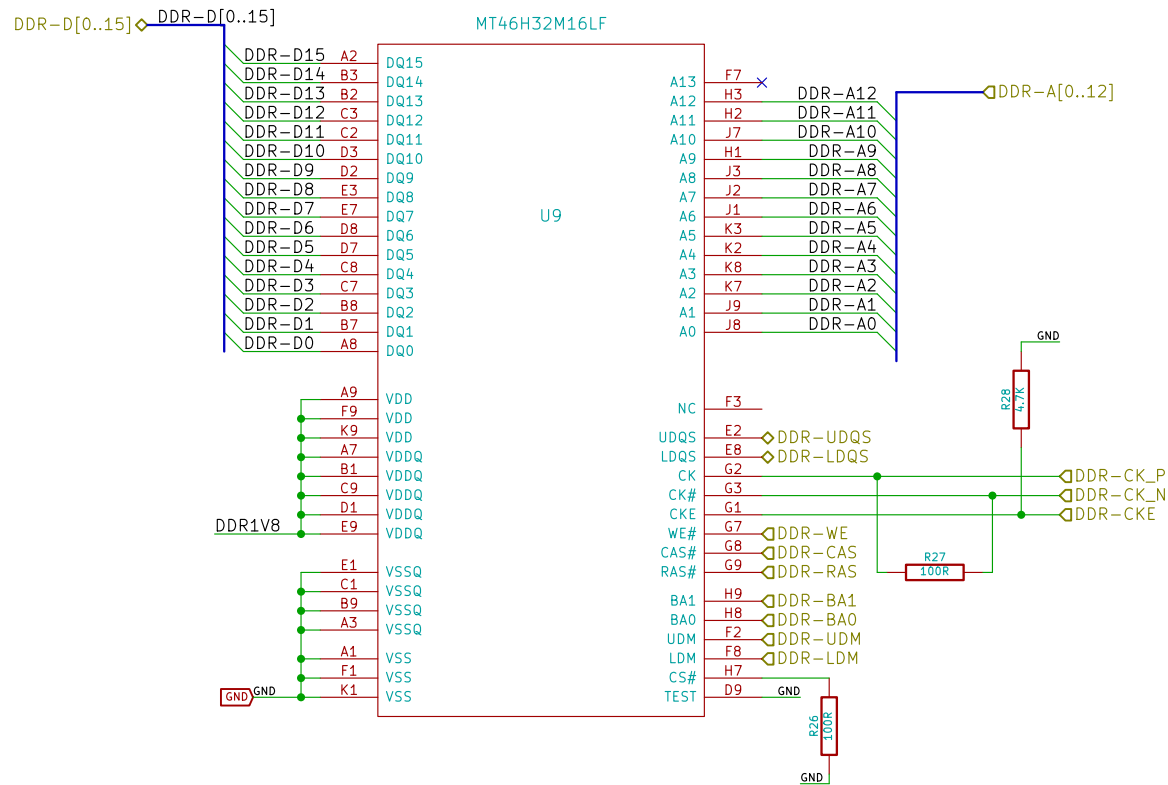 MT46H32M16LF
DDR-D[0..15] DDR-D[0..15]
DDR-D15 A2 DQ15
DDR-D14 B3 DQ14
DDR-D13 B2 DQ13
DDR-D12 C3 DQ12
DDR-D11 C2 DQ11
DDR-D10 D3 DQ10
DDR-D9 D2 DQ9
DDR-D8 E3 DQ8
DDR-D7 E7 DQ7
DDR-D6 D8 DQ6
DDR-D5 D7 DQ5
DDR-D4 C8 DQ4
DDR-D3 C7 DQ3
DDR-D2 B8 DQ2
DDR-D1 B7 DQ1
DDR-D0 A8 DQ0
A9 VDD
F9 VDD
K9 VDD
A7 VDDQ
B1 VDDQ
C9 VDDQ
D1 VDDQ
DDR1V8 E9 VDDQ
E1 VSSQ
C1 VSSQ
B9 VSSQ
A3 VSSQ
A1 VSS
F1 VSS
GND GND K1 VSS
U9
A13 F7
A12 H3 DDR-A12
DDR-A[0..12]
A11 H2 DDR-A11
A10 J7 DDR-A10
A9 H1 DDR-A9
A8 J3 DDR-A8
A7 J2 DDR-A7
A6 J1 DDR-A6
A5 K3 DDR-A5
A4 K2 DDR-A4
A3 K8 DDR-A3
A2 K7 DDR-A2
A1 J9 DDR-A1
A0 J8 DDR-A0
GND
R28
4.7K
NC F3
UDQS E2 DDR-UDQS
LDQS E8 DDR-LDQS
CK G2 DDR-CK_P
CK# G3 DDR-CK_N
CKE G1 DDR-CKE
WE# G7 DDR-WE
CAS# G8 DDR-CAS
RAS# G9 DDR-RAS
R27
100R
BA1 H9 DDR-BA1
BA0 H8 DDR-BA0
UDM F2 DDR-UDM
LDM F8 DDR-LDM
CS# H7
TEST D9 GND
R26
100R
GND